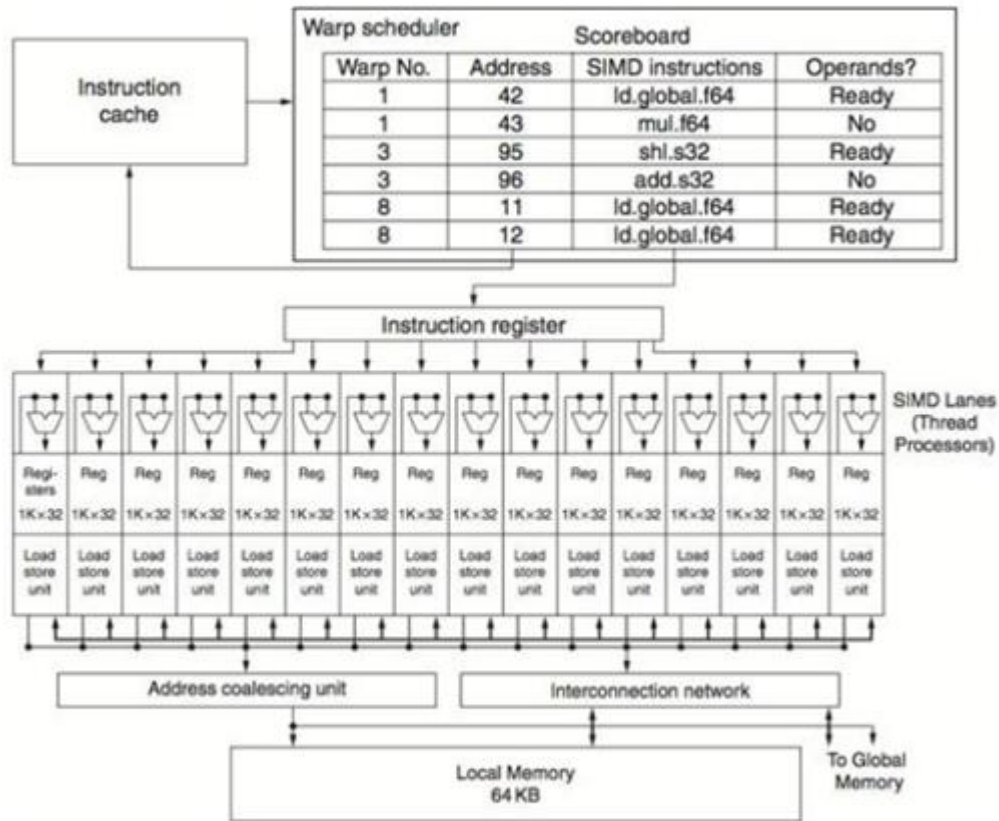 Warp scheduler
Scoreboard
Instruction cache
Warp No. Address SIMD instructions Operands?
1 42 ld.global.f64 Ready
1 43 mul.f64 No
3 95 shl.s32 Ready
3 96 add.s32 No
8 11 ld.global.f64 Ready
8 12 ld.global.f64 Ready
Instruction register
SIMD Lanes
(Thread
Processors)
Regi-
sters
Reg Reg Reg Reg Reg Reg Reg Reg Reg Reg Reg Reg Reg Reg Reg
1K×32 1K×32 1K×32 1K×32 1K×32 1K×32 1K×32 1K×32 1K×32 1K×32 1K×32 1K×32 1K×32 1K×32 1K×32 1K×32
Load Load Load Load Load Load Load Load Load Load Load Load Load Load Load Load
store store store store store store store store store store store store store store store store
unit unit unit unit unit unit unit unit unit unit unit unit unit unit unit unit
Address coalescing unit
Interconnection network
Local Memory
64 KB
To Global
Memory